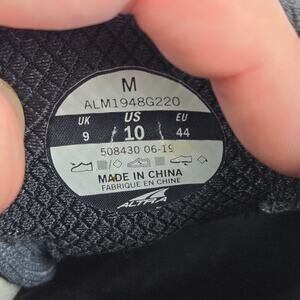 M
ALM1948G220
UK US EU
9 10 44
508430 06-19
MADE IN CHINA
FABRIQUE EN CHINE
ALTRA